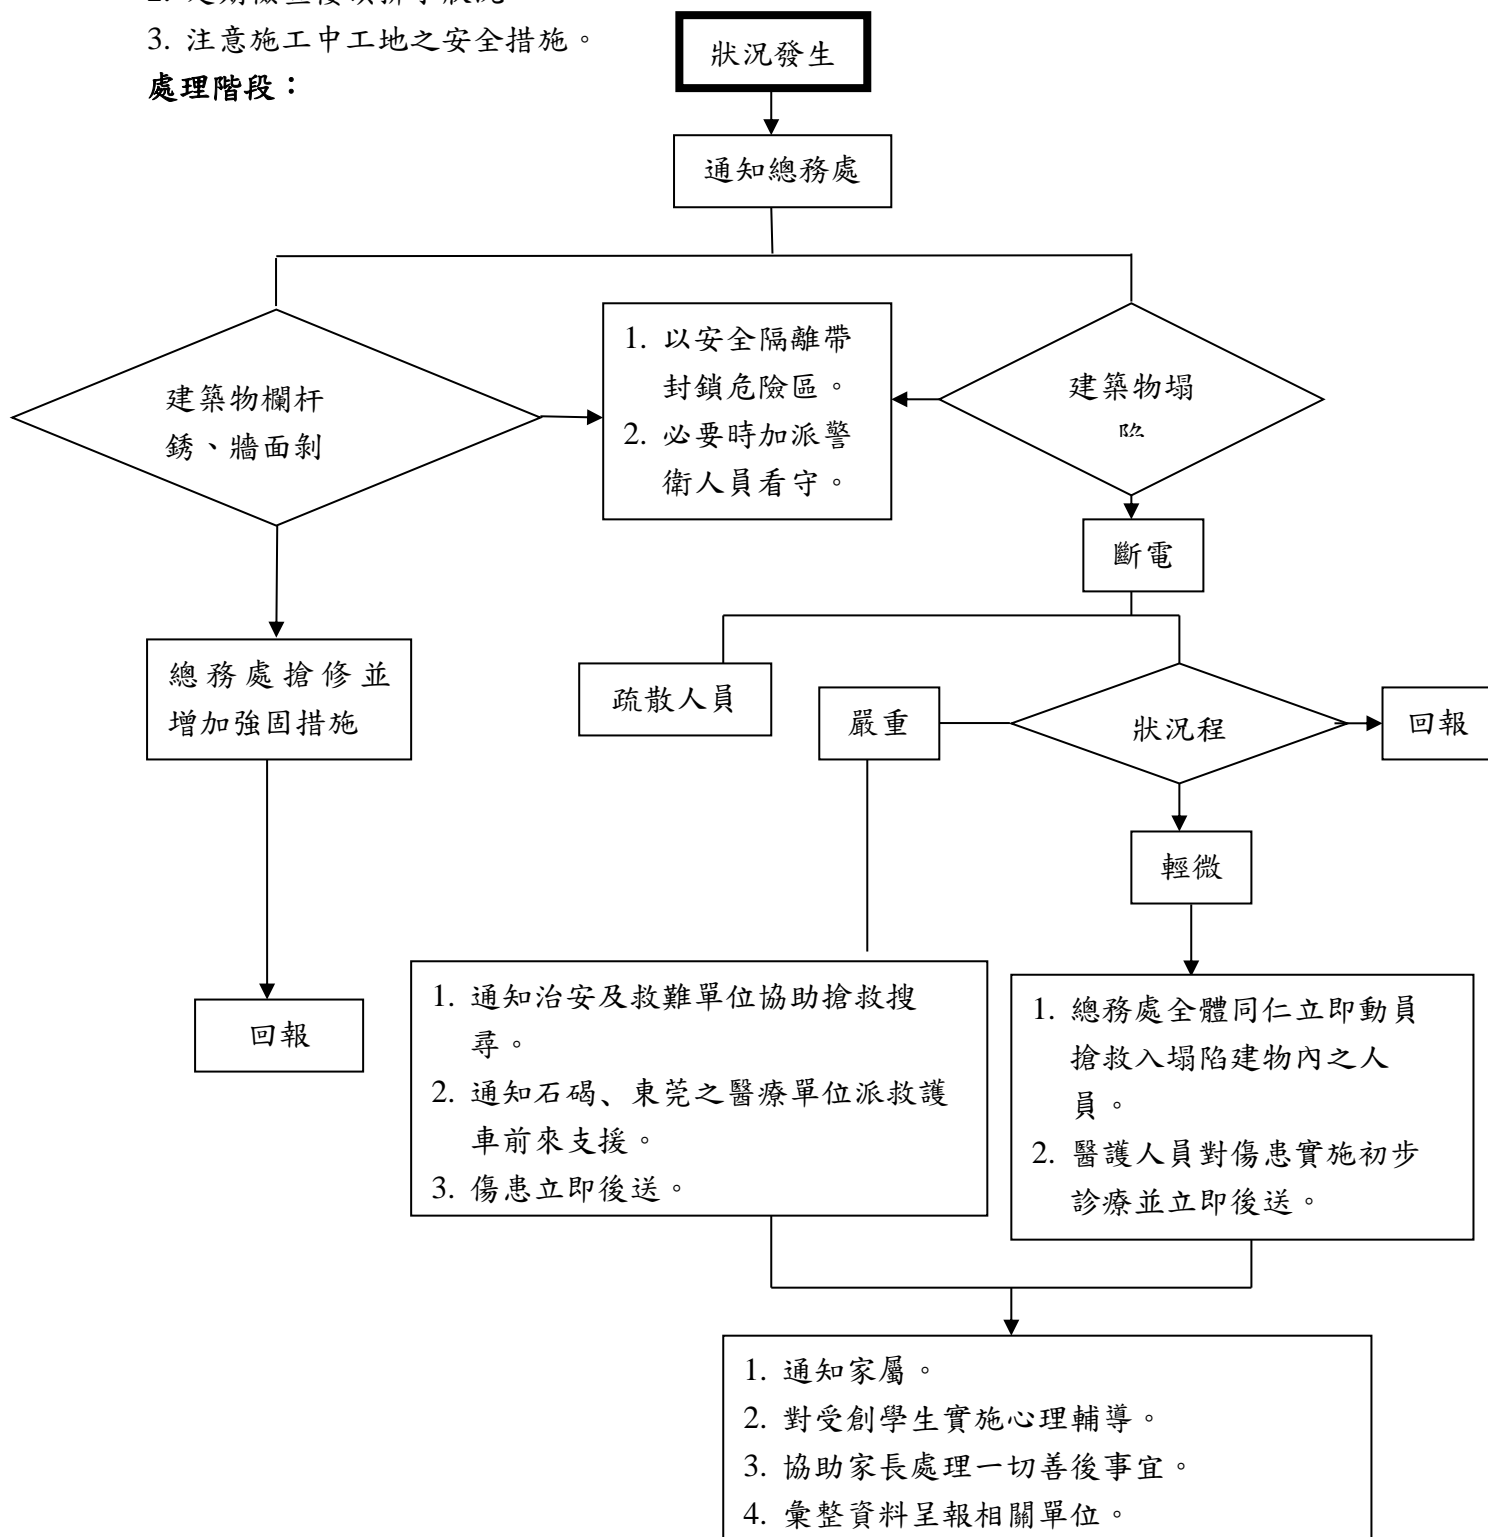 3. 注意施工中工地之安全措施。
處理階段：
狀況發生
通知總務處
建築物欄杆
銹、牆面剝
1. 以安全隔離帶
封鎖危險區。
2. 必要時加派警
衛人員看守。
建築物塌
斷電
總務處搶修並
增加強固措施
疏散人員
嚴重
狀況程
回報
輕微
回報
1. 通知治安及救難單位協助搶救搜
尋。
2. 通知石碣、東莞之醫療單位派救護
車前來支援。
3. 傷患立即後送。
1. 總務處全體同仁立即動員
搶救入塌陷建物內之人
員。
2. 醫護人員對傷患實施初步
診療並立即後送。
1. 通知家屬。
2. 對受創學生實施心理輔導。
3. 協助家長處理一切善後事宜。
4. 彙整資料呈報相關單位。